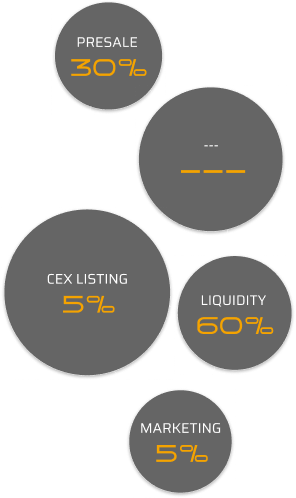 PRESALE
30%
---
---
CEX LISTING
5%
LIQUIDITY
60%
MARKETING
5%